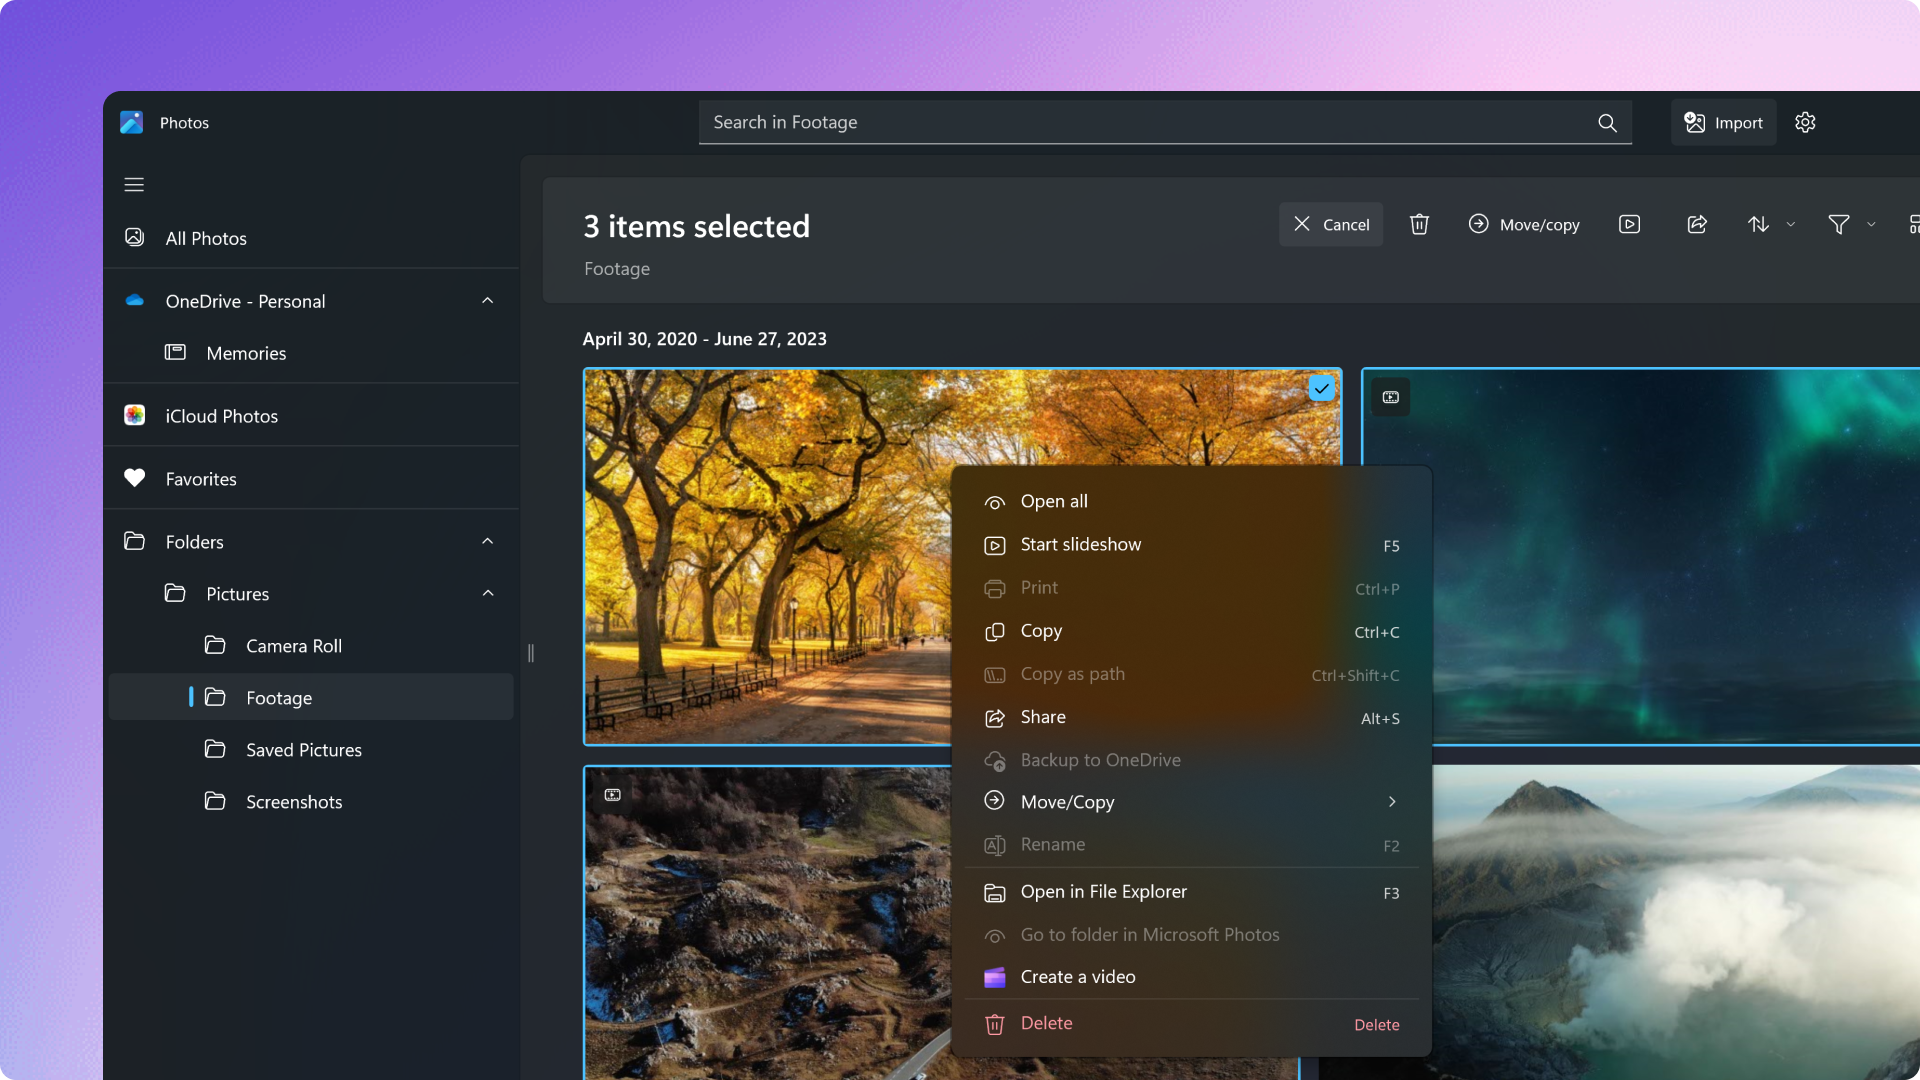 Photos
Search in Footage
Import
All Photos
OneDrive - Personal
Memories
iCloud Photos
Favorites
Folders
Pictures
Camera Roll
Footage
Saved Pictures
Screenshots
3 items selected
Footage
Cancel
Move/copy
April 30, 2020 - June 27, 2023
Open all
Start slideshow F5
Print Ctrl+P
Copy Ctrl+C
Copy as path Ctrl+Shift+C
Share Alt+S
Backup to OneDrive
Move/Copy
Rename F2
Open in File Explorer F3
Go to folder in Microsoft Photos
Create a video
Delete Delete